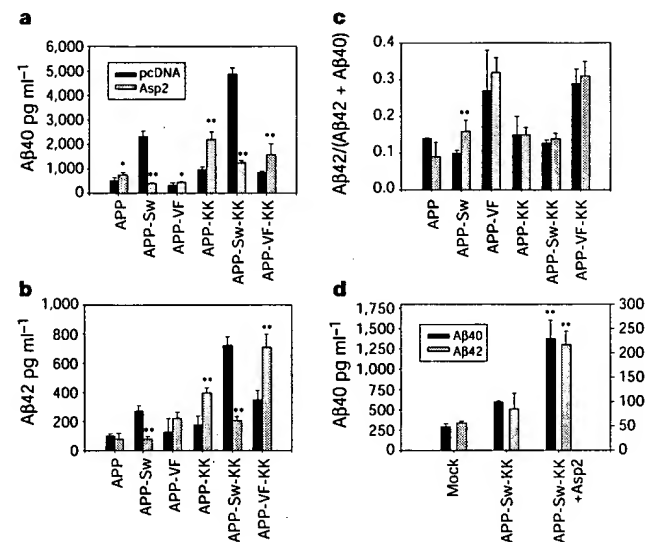 a
6,000
5,000
4,000
3,000
2,000
1,000
0
Aβ40 pg ml⁻¹
pcDNA
Asp2
•
••
•
••
••
••
APP
APP-Sw
APP-VF
APP-KK
APP-Sw-KK
APP-VF-KK
b
1,000
800
600
400
200
0
Aβ42 pg ml⁻¹
••
••
••
••
APP
APP-Sw
APP-VF
APP-KK
APP-Sw-KK
APP-VF-KK
c
0.4
0.3
0.2
0.1
0.0
Aβ42/(Aβ42 + Aβ40)
••
APP
APP-Sw
APP-VF
APP-KK
APP-Sw-KK
APP-VF-KK
d
1,750
1,500
1,250
1,000
750
500
250
0
Aβ40 pg ml⁻¹
Aβ40
Aβ42
••
••
300
250
200
150
100
50
0
Mock
APP-Sw-KK
APP-Sw-KK
+Asp2